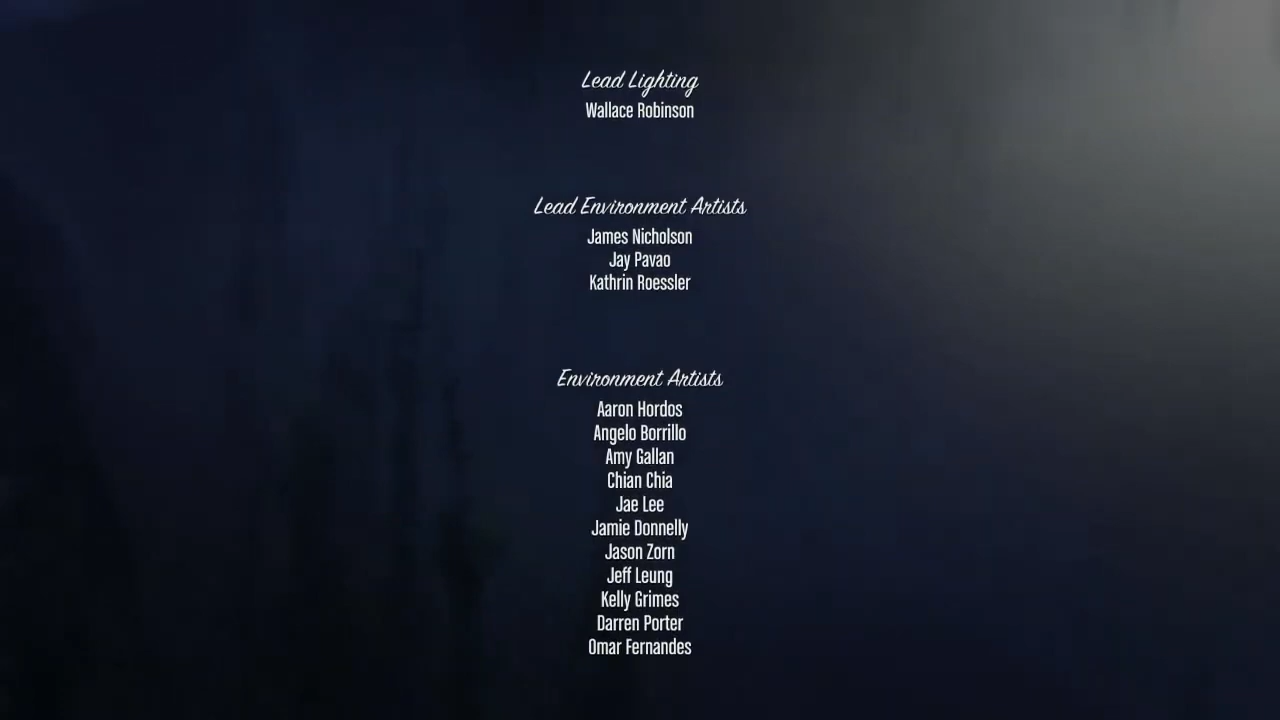 Lead Lighting
Wallace Robinson
Lead Environment Artists
James Nicholson
Jay Pavao
Kathrin Roessler
Environment Artists
Aaron Hordos
Angelo Borrillo
Amy Gallan
Chian Chia
Jae Lee
Jamie Donnelly
Jason Zorn
Jeff Leung
Kelly Grimes
Darren Porter
Omar Fernandes